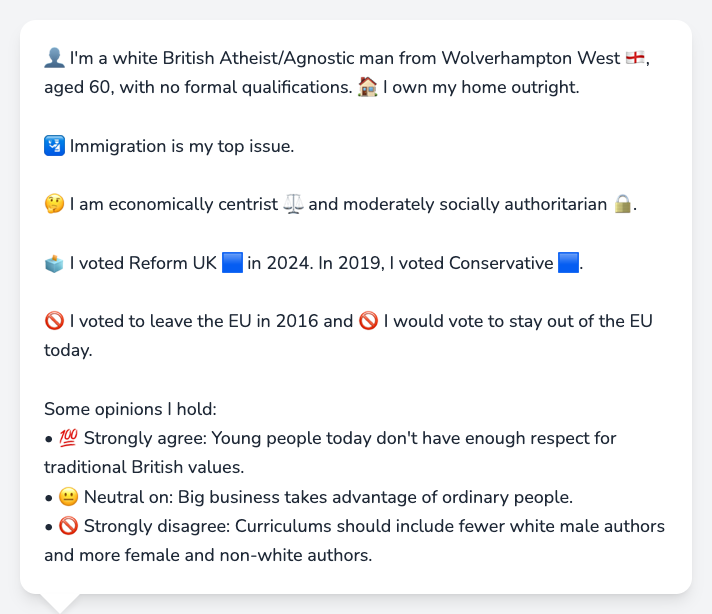 👤 I'm a white British Atheist/Agnostic man from Wolverhampton West 🏴󠁧󠁢󠁥󠁮󠁧󠁿,
aged 60, with no formal qualifications. 🏠 I own my home outright.
🛂 Immigration is my top issue.
🤔 I am economically centrist ⚖️ and moderately socially authoritarian 🔒.
🗳️ I voted Reform UK 🟦 in 2024. In 2019, I voted Conservative 🟦.
🚫 I voted to leave the EU in 2016 and 🚫 I would vote to stay out of the EU
today.
Some opinions I hold:
• 💯 Strongly agree: Young people today don't have enough respect for
traditional British values.
• 😐 Neutral on: Big business takes advantage of ordinary people.
• 🚫 Strongly disagree: Curriculums should include fewer white male authors
and more female and non-white authors.